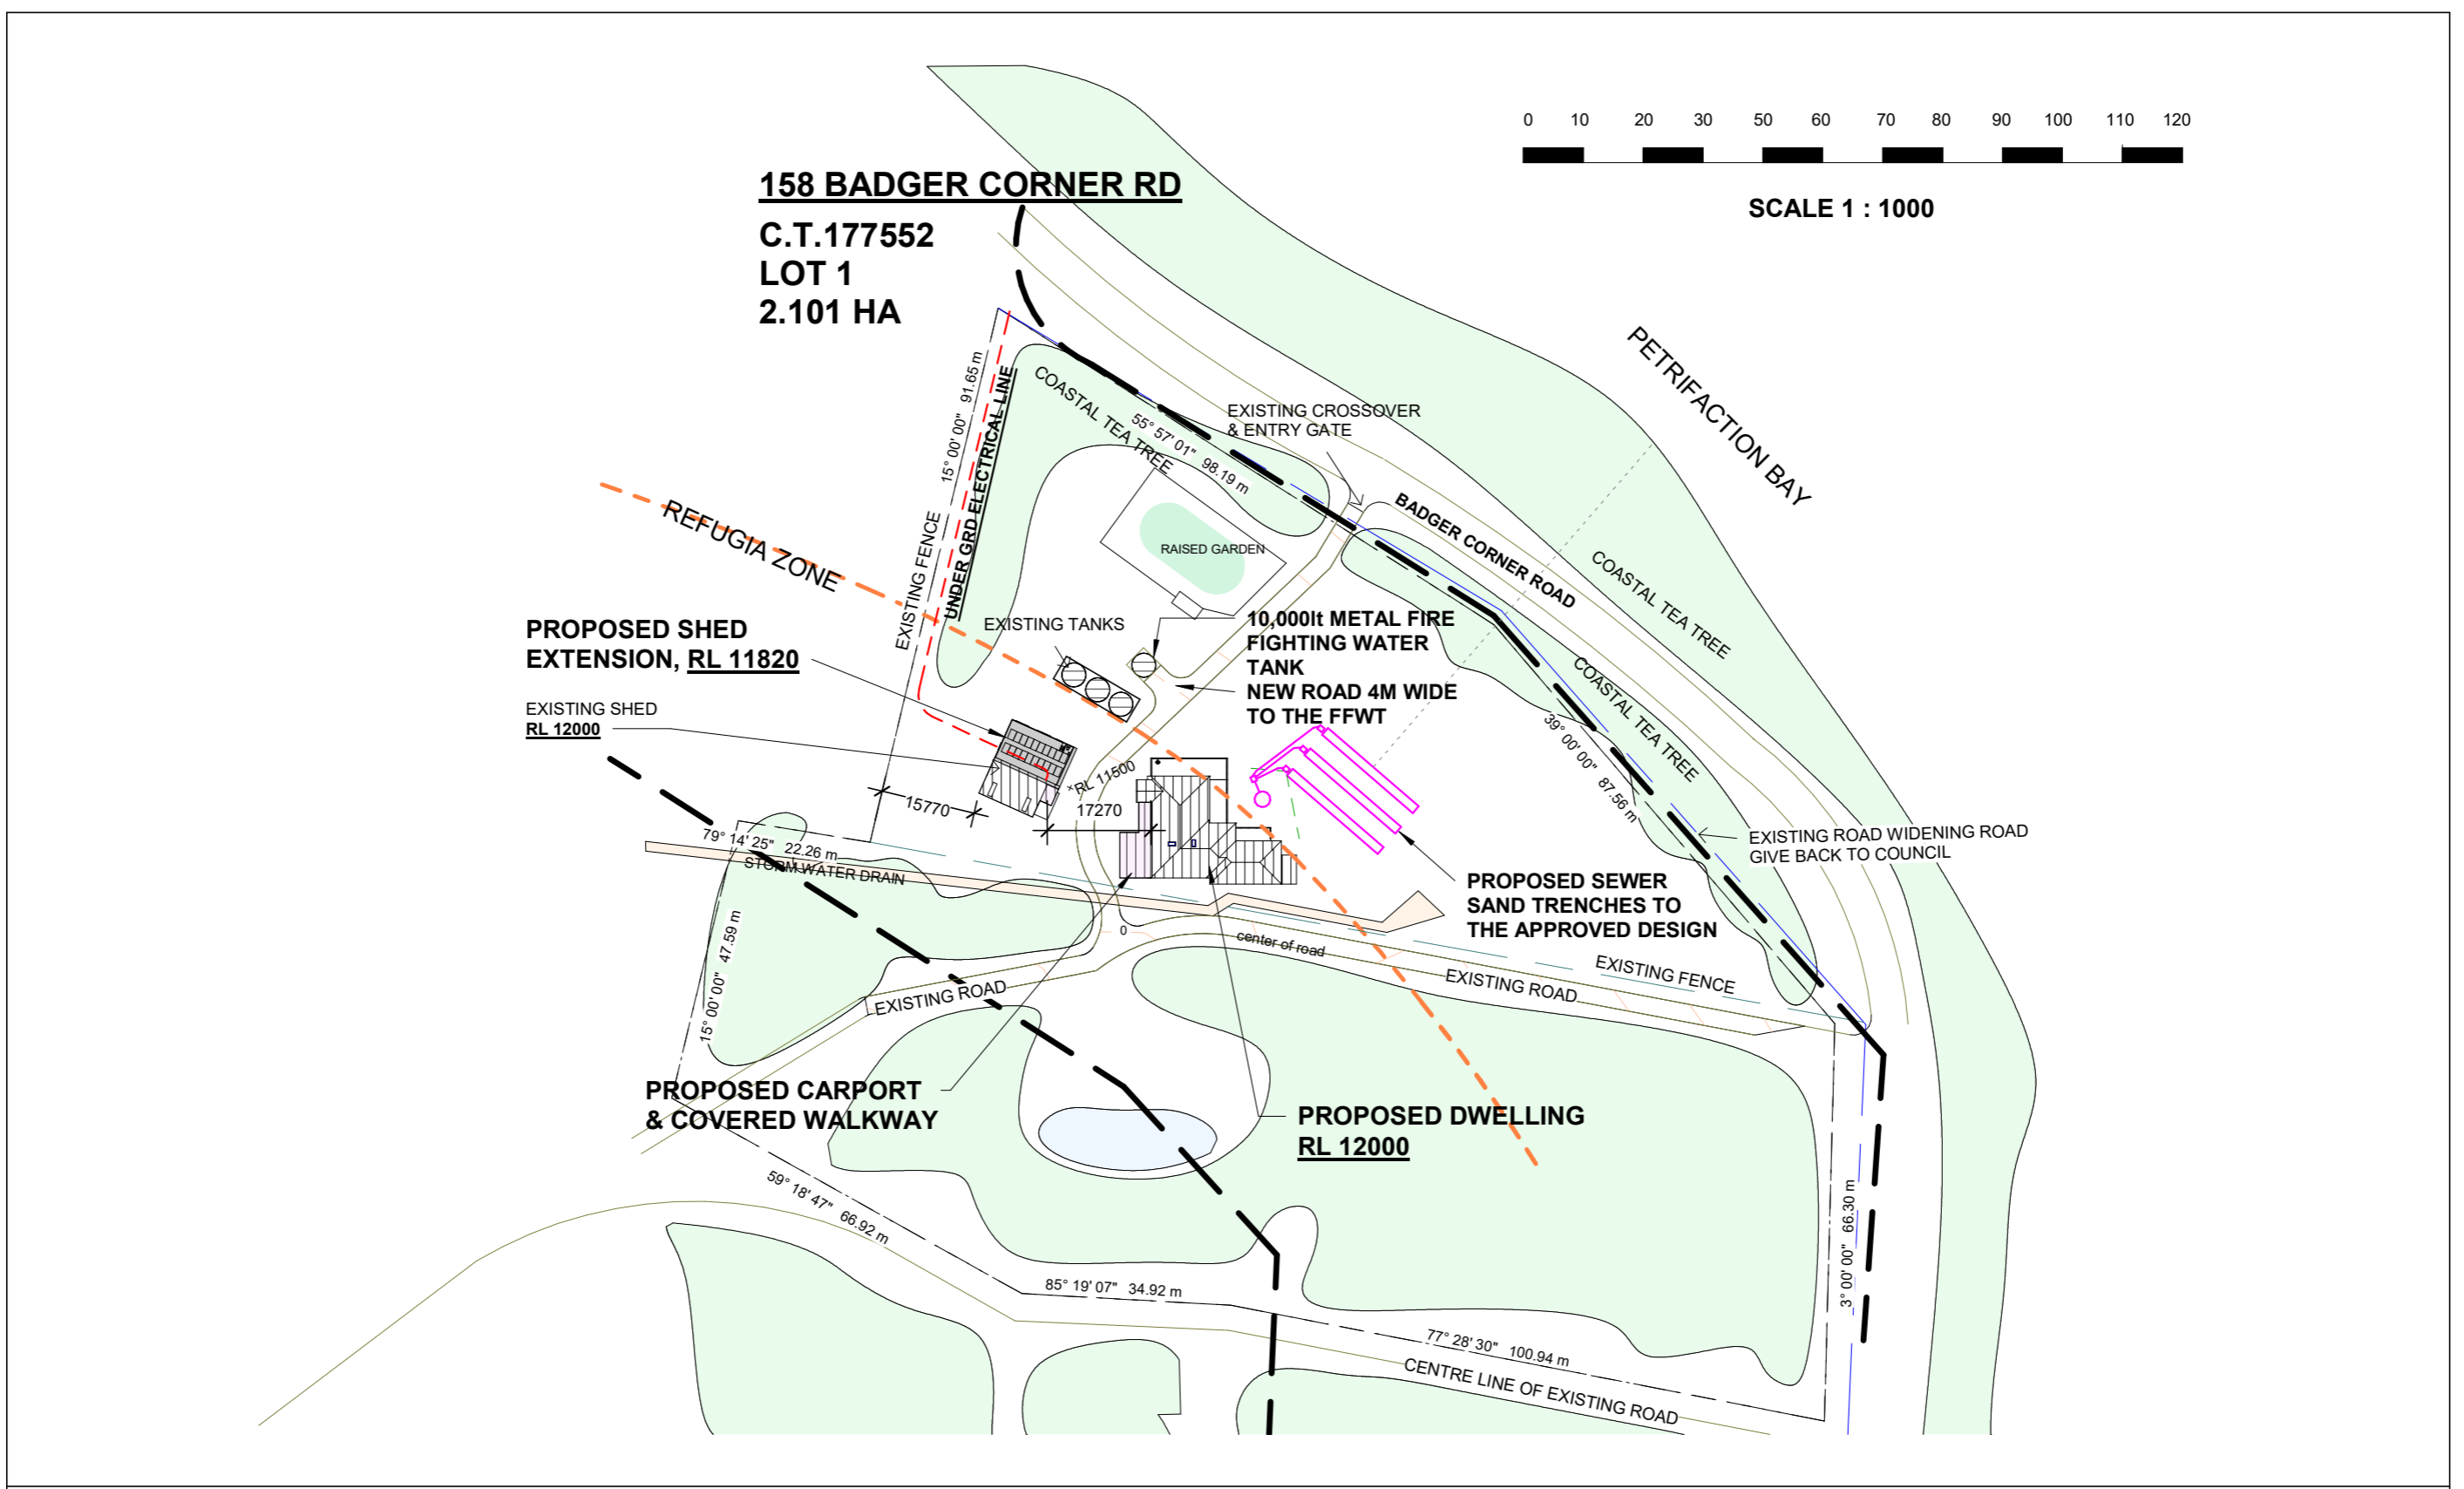 0 10 20 30 50 60 70 80 90 100 110 120
SCALE 1 : 1000
158 BADGER CORNER RD
C.T.177552
LOT 1
2.101 HA
PETRIFACTION BAY
15° 00' 00" 91.65 m
UNDER GRD ELECTRICAL LINE
EXISTING FENCE
COASTAL TEA TREE
55° 57' 01" 98.19 m
EXISTING CROSSOVER
& ENTRY GATE
BADGER CORNER ROAD
COASTAL TEA TREE
COASTAL TEA TREE
REFUGIA ZONE
RAISED GARDEN
EXISTING TANKS
10,000lt METAL FIRE
FIGHTING WATER
TANK
NEW ROAD 4M WIDE
TO THE FFWT
PROPOSED SHED
EXTENSION, RL 11820
EXISTING SHED
RL 12000
RL 11500
15770
17270
39° 00' 00" 87.56 m
EXISTING ROAD WIDENING ROAD
GIVE BACK TO COUNCIL
79° 14' 25" 22.26 m
STORM WATER DRAIN
PROPOSED SEWER
SAND TRENCHES TO
THE APPROVED DESIGN
0
center of road
EXISTING FENCE
EXISTING ROAD
EXISTING ROAD
15° 00' 00" 47.59 m
PROPOSED CARPORT
& COVERED WALKWAY
PROPOSED DWELLING
RL 12000
59° 18' 47" 66.92 m
85° 19' 07" 34.92 m
3° 00' 00" 66.30 m
77° 28' 30" 100.94 m
CENTRE LINE OF EXISTING ROAD